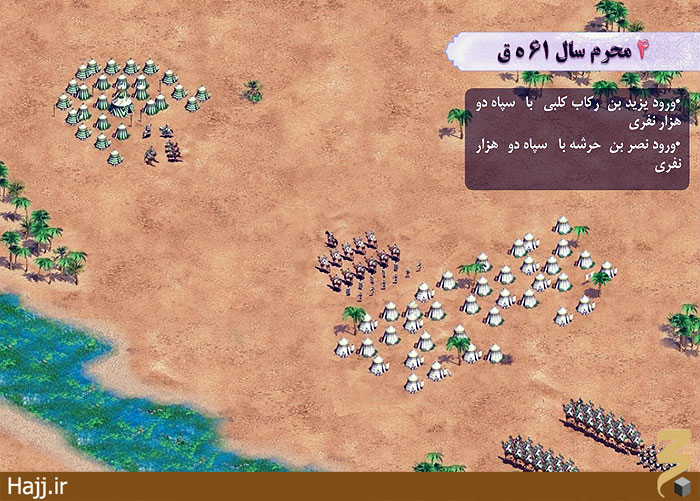 ۴ محرم سال ۶۱ ه ق
•ورود یزید بن رکاب کلبی با سپاه دو
هزار نفری
•ورود نصر بن حرشه با سپاه دو هزار
نفری
Hajj.ir